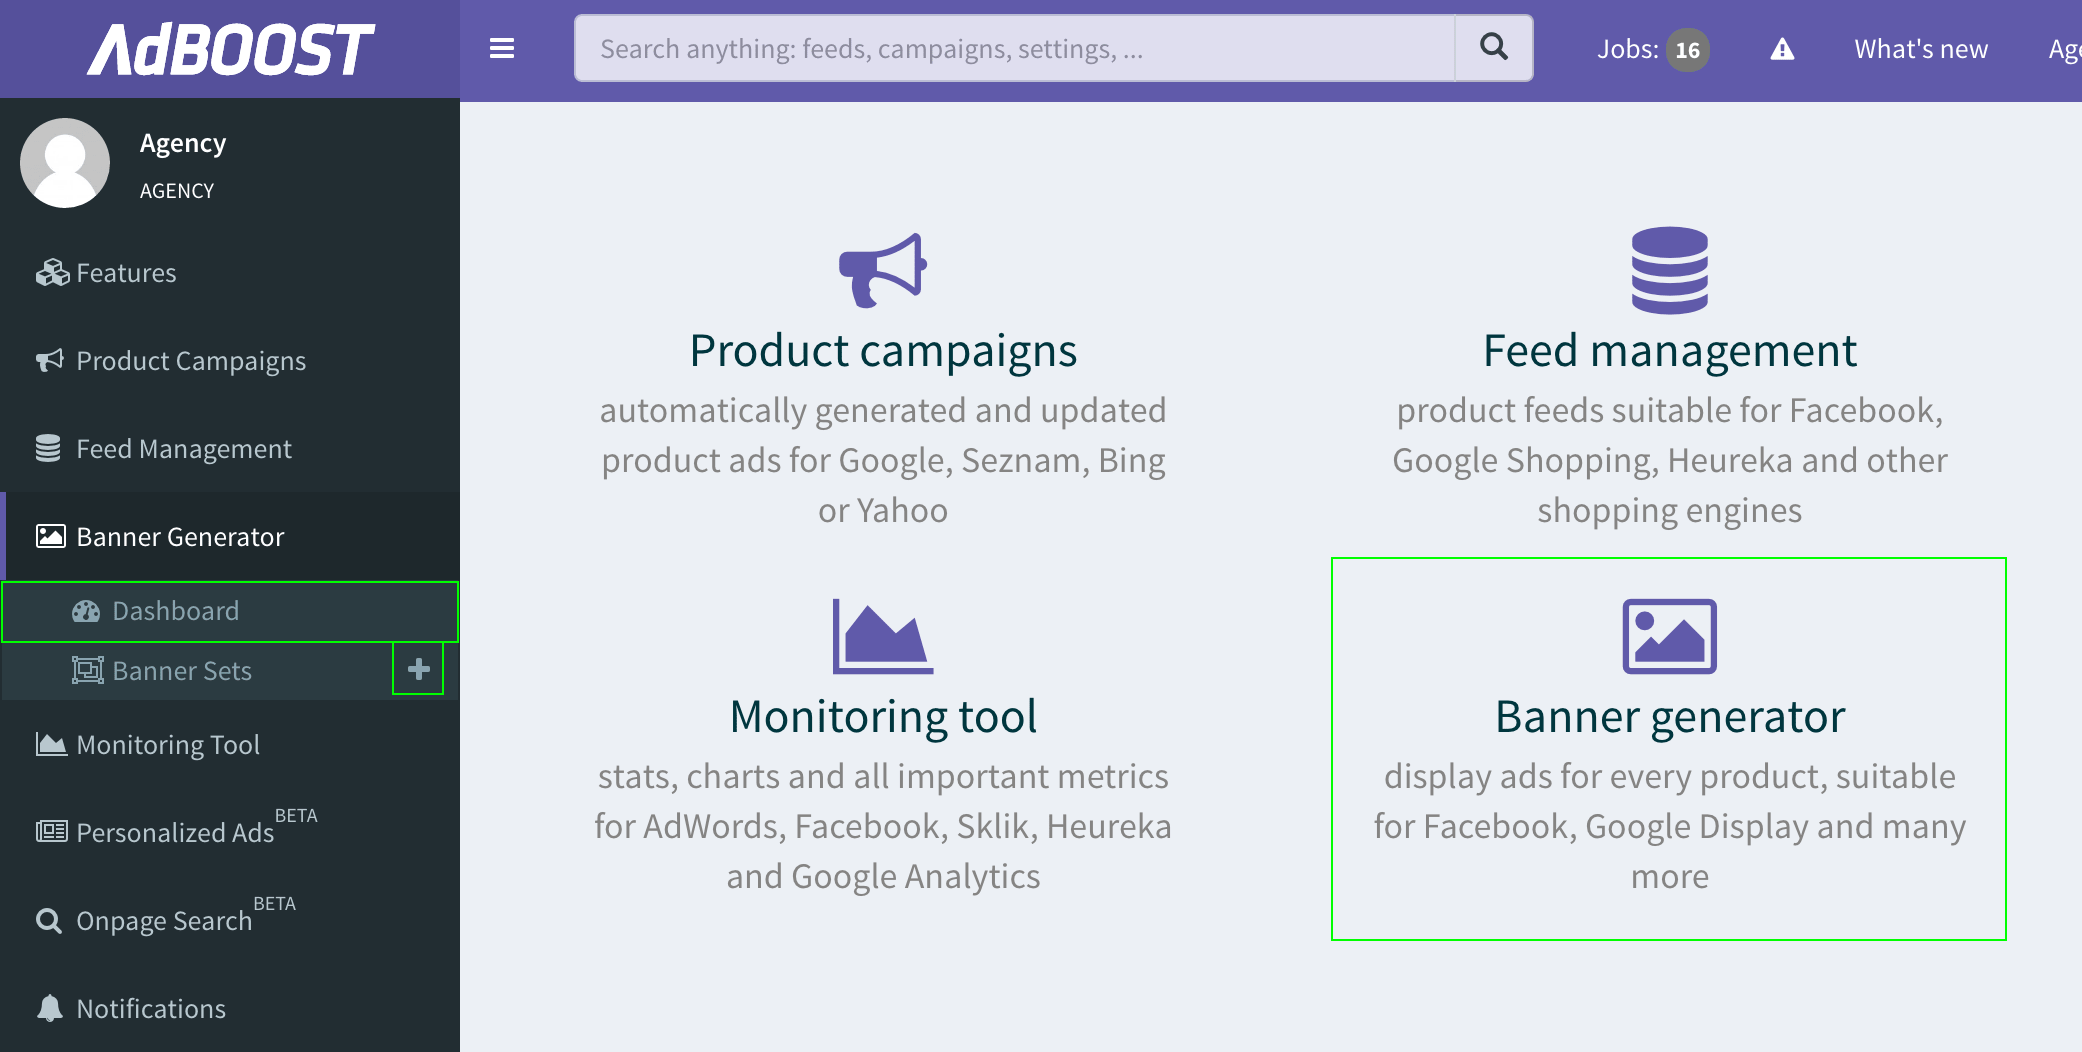 AdBOOST
Search anything: feeds, campaigns, settings, ...
Jobs: 16
What's new
Age
Agency
AGENCY
Features
Product Campaigns
Feed Management
Banner Generator
Dashboard
Banner Sets
Monitoring Tool
Personalized Ads BETA
Onpage Search BETA
Notifications
Product campaigns
automatically generated and updated
product ads for Google, Seznam, Bing
or Yahoo
Feed management
product feeds suitable for Facebook,
Google Shopping, Heureka and other
shopping engines
Monitoring tool
stats, charts and all important metrics
for AdWords, Facebook, Sklik, Heureka
and Google Analytics
Banner generator
display ads for every product, suitable
for Facebook, Google Display and many
more